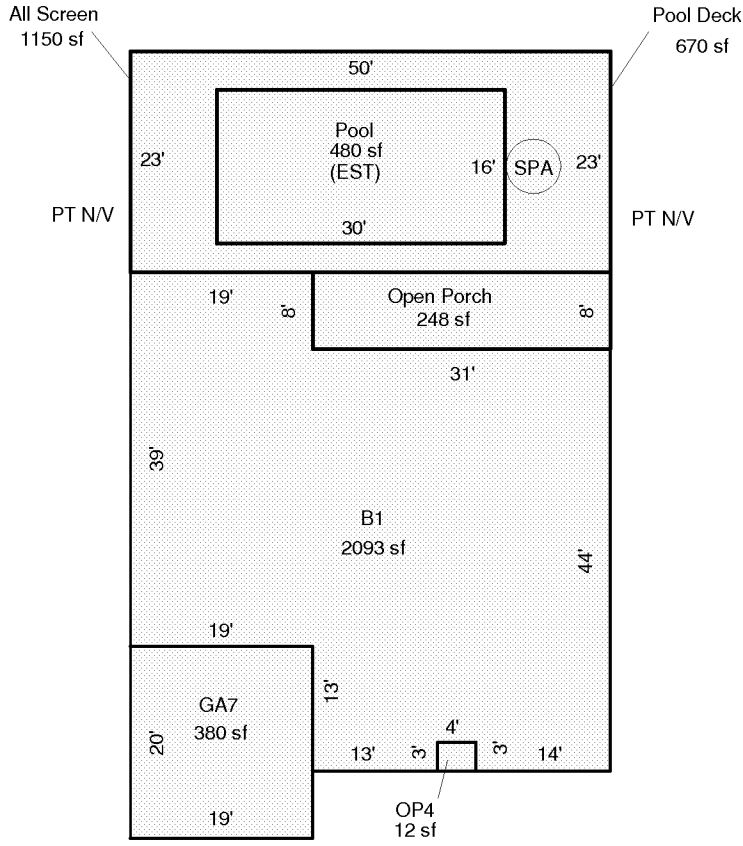 All Screen
1150 sf
Pool Deck
670 sf
50'
Pool
480 sf
(EST)
23'
16'
SPA
23'
PT N/V
PT N/V
30'
19'
8'
Open Porch
248 sf
8'
31'
39'
B1
2093 sf
44'
19'
13'
GA7
380 sf
20'
4'
13'
3'
3'
14'
19'
OP4
12 sf